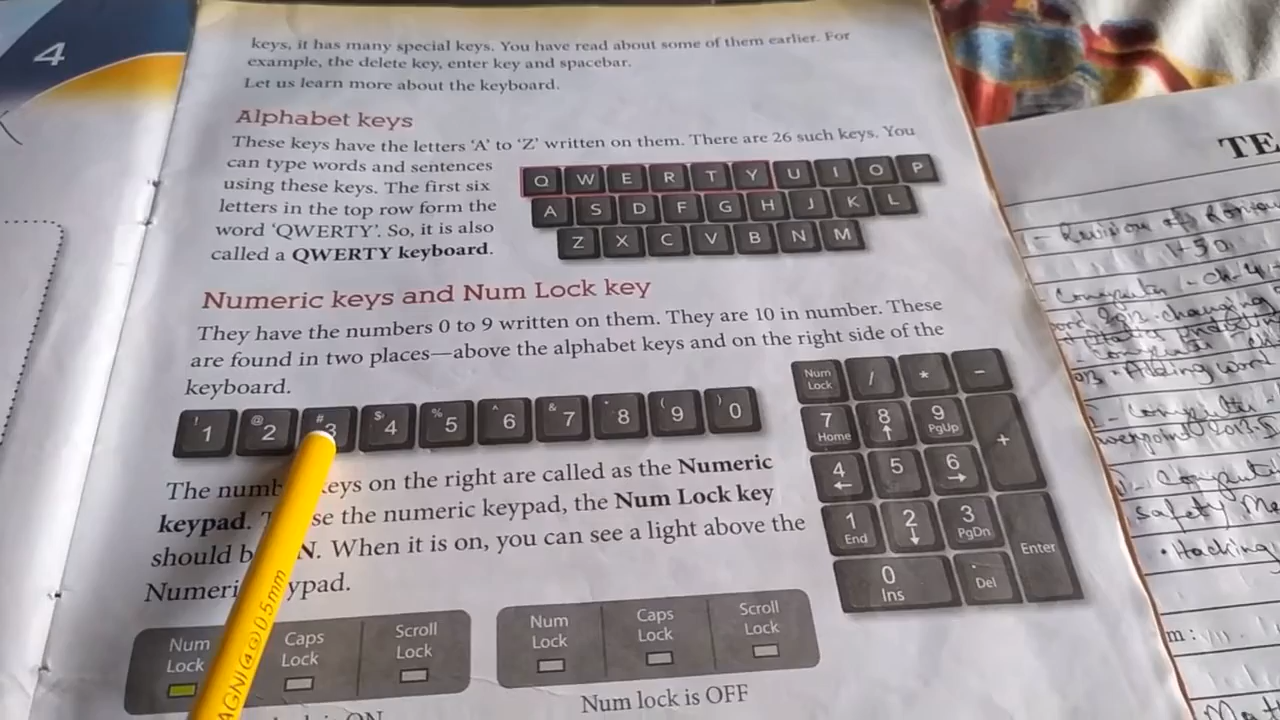 4
keys, it has many special keys. You have read about some of them earlier. For
example, the delete key, enter key and spacebar.
Let us learn more about the keyboard.
Alphabet keys
These keys have the letters ‘A’ to ‘Z’ written on them. There are 26 such keys. You
can type words and sentences
using these keys. The first six
letters in the top row form the
word ‘QWERTY’. So, it is also
called a QWERTY keyboard.
Q W E R T Y U I O P
A S D F G H J K L
Z X C V B N M
Numeric keys and Num Lock key
They have the numbers 0 to 9 written on them. They are 10 in number. These
are found in two places—above the alphabet keys and on the right side of the
keyboard.
! 1 @ 2 # 3 $ 4 % 5 ^ 6 & 7 * 8 ( 9 ) 0
Num Lock / * -
7 Home 8 ↑ 9 PgUp +
4 ← 5 6 →
1 End 2 ↓ 3 PgDn Enter
0 Ins . Del
The numb keys on the right are called as the Numeric
keypad. se the numeric keypad, the Num Lock key
should b N. When it is on, you can see a light above the
Numeri ypad.
Num Lock Caps Lock Scroll Lock
Num Lock Caps Lock Scroll Lock
Num lock is OFF
AGNI 0.5mm
TE
1-50
Hacking